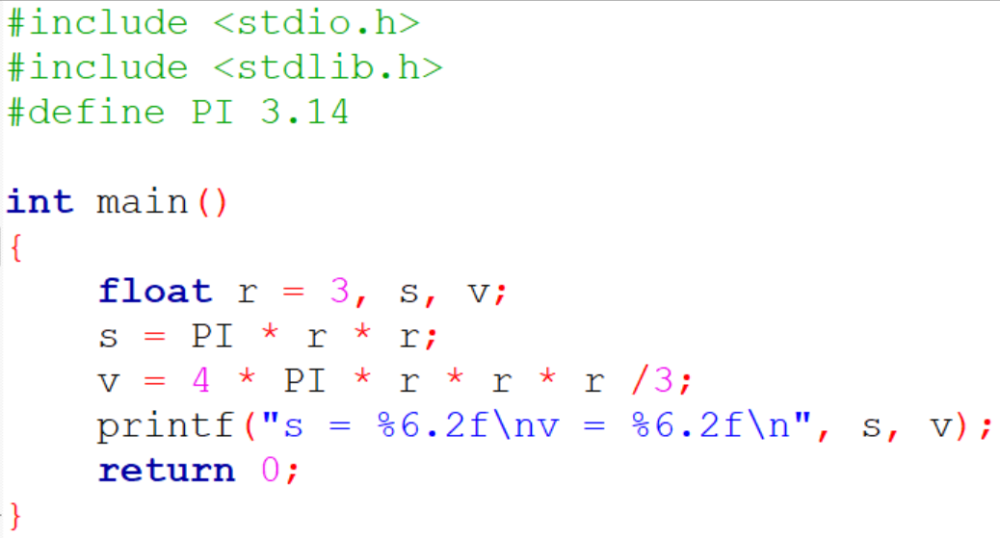 #include <stdio.h>
#include <stdlib.h>
#define PI 3.14
int main()
{
float r = 3, s, v;
s = PI * r * r;
v = 4 * PI * r * r * r /3;
printf("s = %6.2f\nv = %6.2f\n", s, v);
return 0;
}